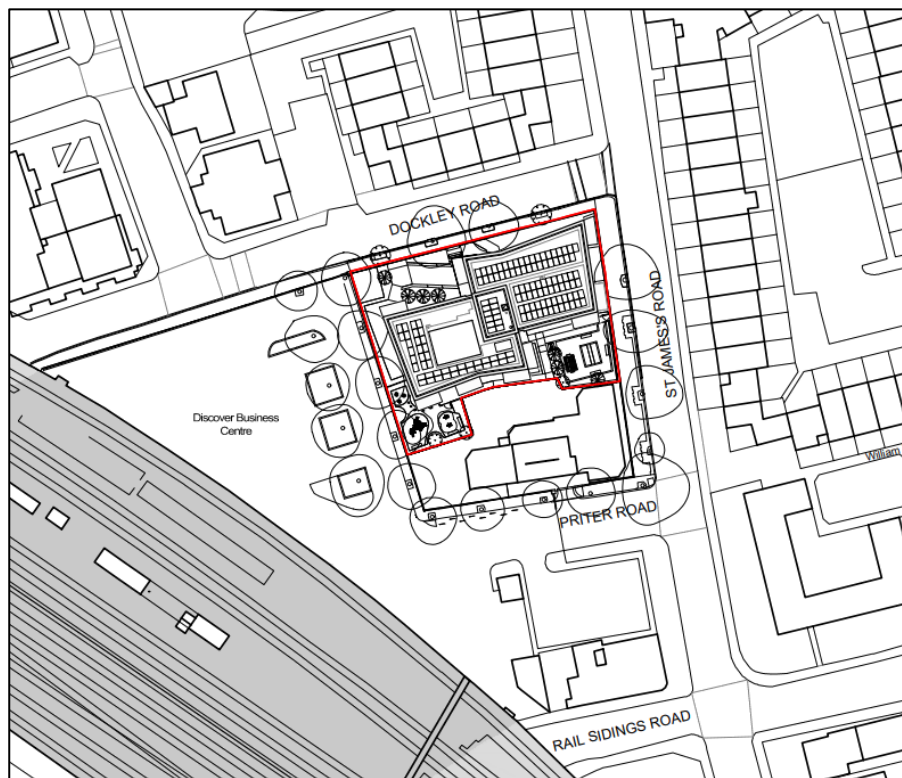 DOCKLEY ROAD
ST JAMES'S ROAD
Discover Business
Centre
William
PRITER ROAD
RAIL SIDINGS ROAD